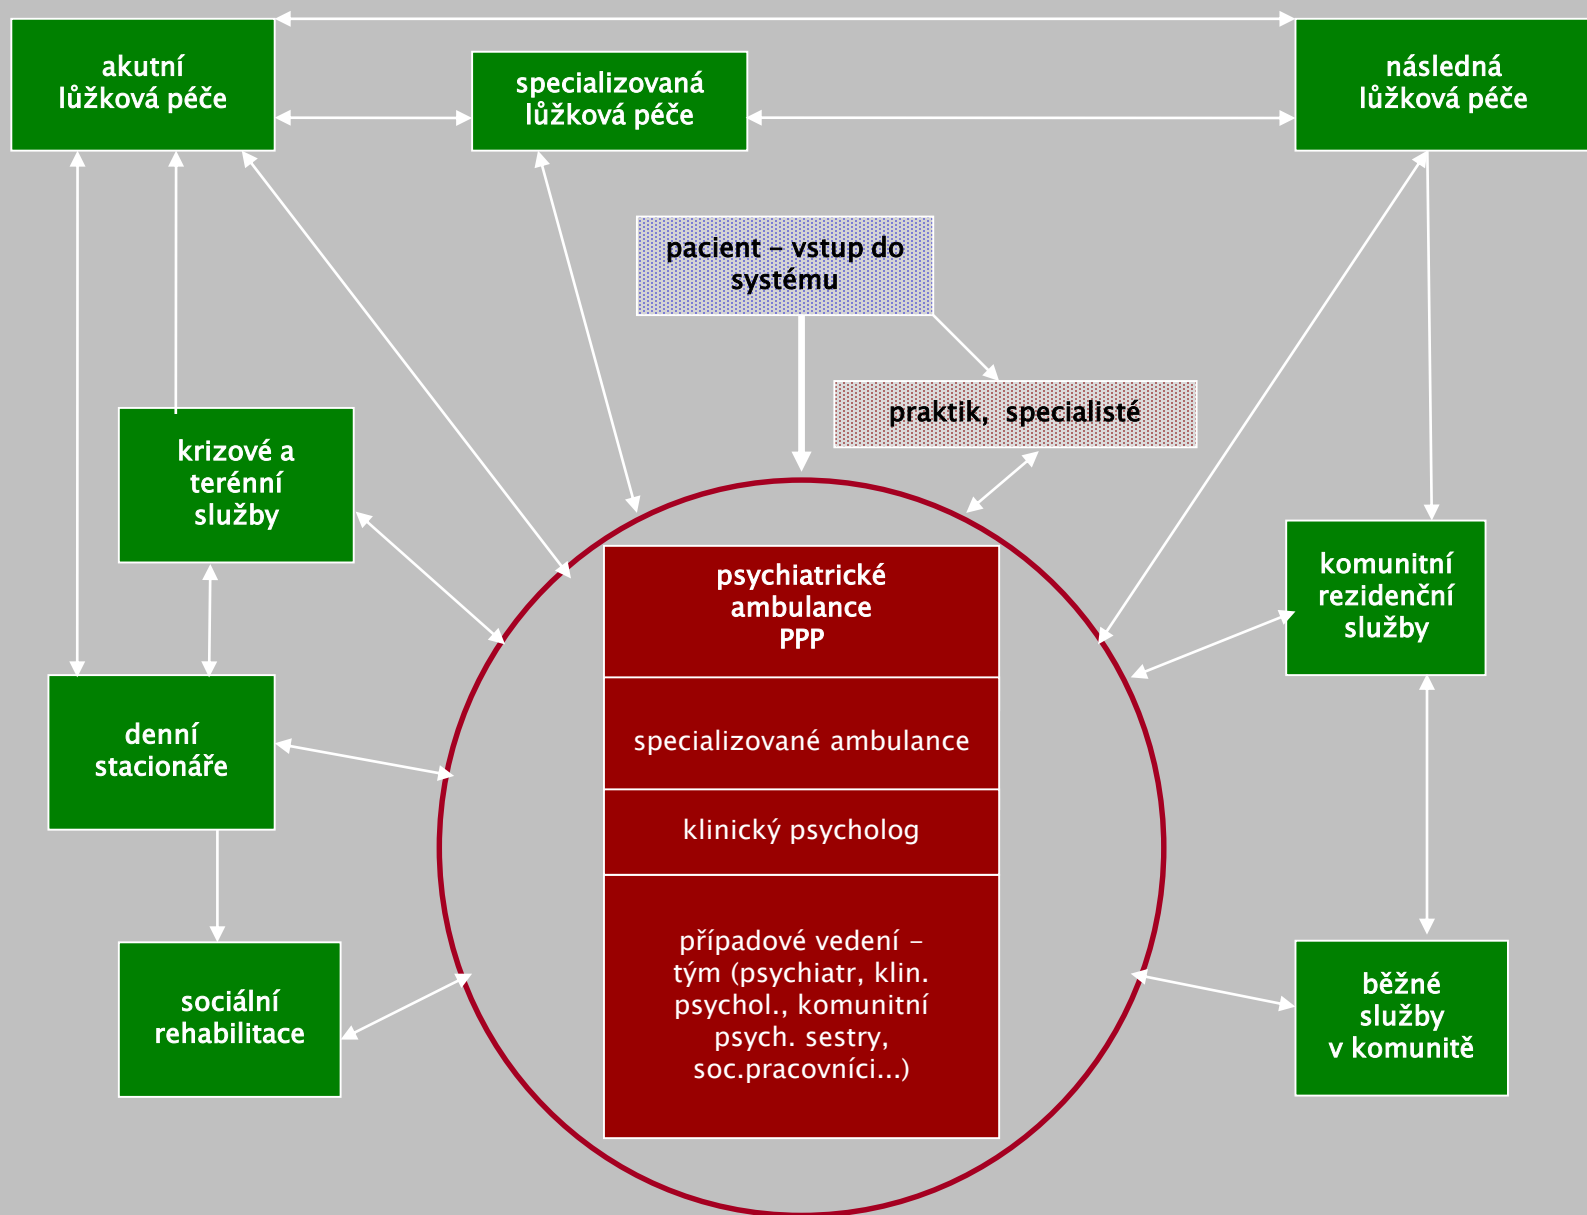 akutní
lůžková péče
specializovaná
lůžková péče
následná
lůžková péče
pacient – vstup do
systému
praktik,  specialisté
krizové a
terénní
služby
psychiatrické
ambulance
PPP
komunitní
rezidenční
služby
specializované ambulance
denní
stacionáře
klinický psycholog
případové vedení –
tým (psychiatr, klin.
psychol., komunitní
psych. sestry,
soc.pracovníci...)
sociální
rehabilitace
běžné
služby
v komunitě